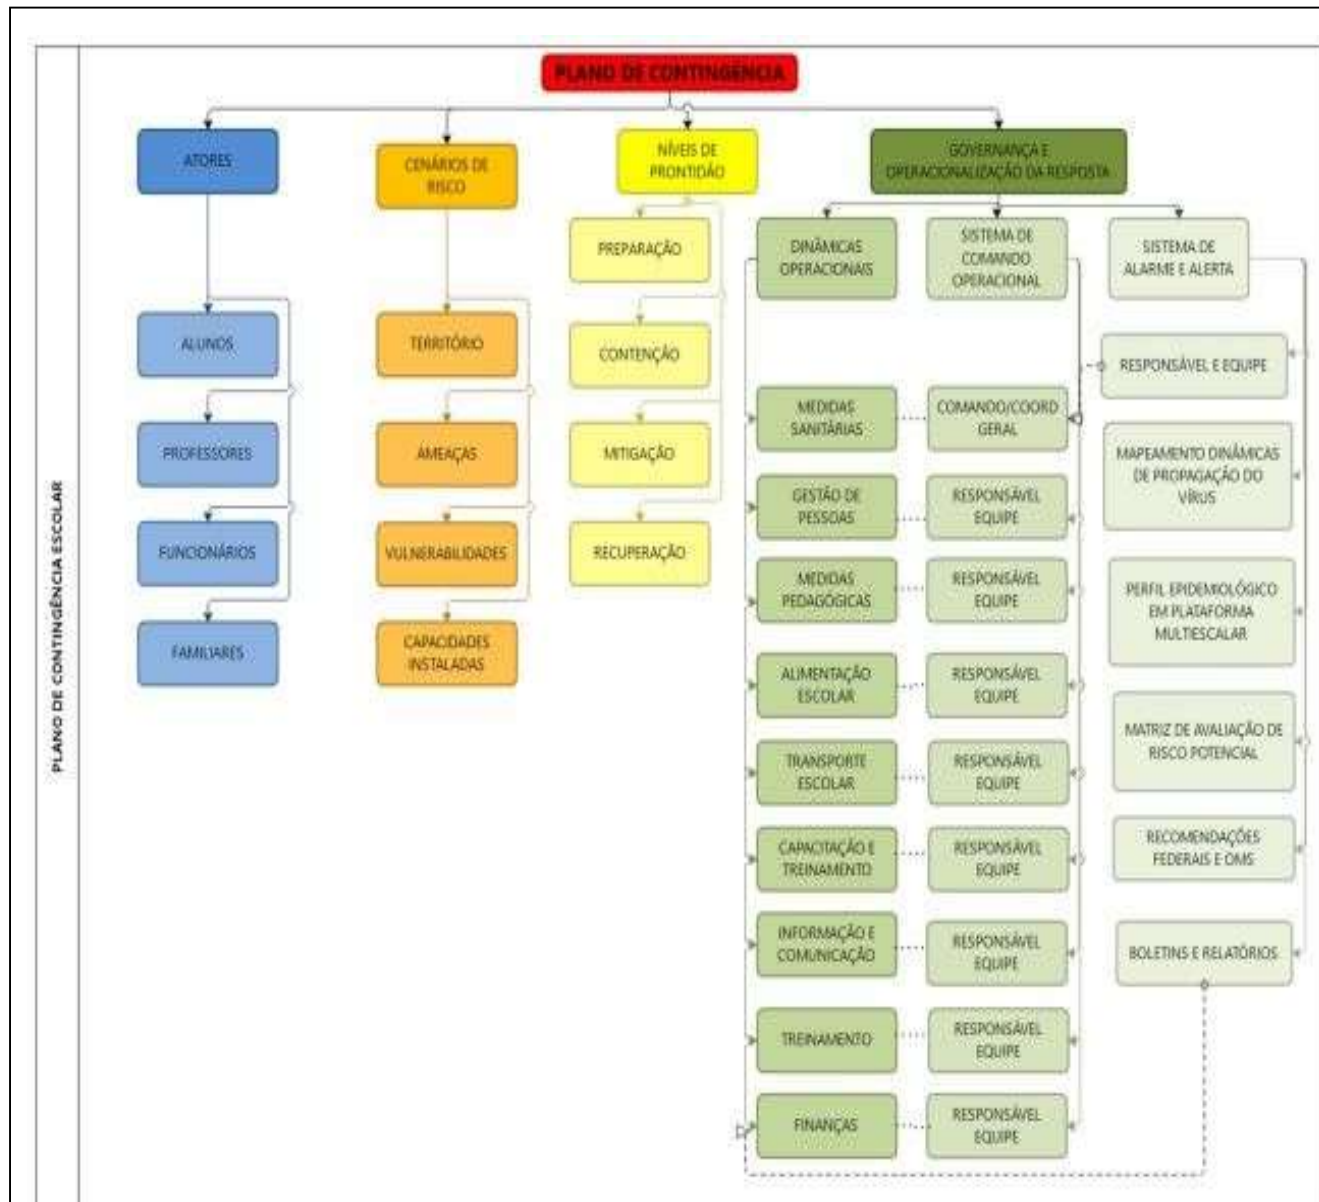 PLANO DE CONTINGÊNCIA
PLANO DE CONTINGÊNCIA ESCOLAR
ATORES
ALUNOS
PROFESSORES
FUNCIONÁRIOS
FAMILIARES
CENÁRIOS DE
RISCO
TERRITÓRIO
AMEAÇAS
VULNERABILIDADES
CAPACIDADES
INSTALADAS
NÍVEIS DE
PRONTIDÃO
PREPARAÇÃO
CONTENÇÃO
MITIGAÇÃO
RECUPERAÇÃO
GOVERNANÇA E
OPERACIONALIZAÇÃO DA RESPOSTA
DINÂMICAS
OPERACIONAIS
MEDIDAS
SANITÁRIAS
GESTÃO DE
PESSOAS
MEDIDAS
PEDAGÓGICAS
ALIMENTAÇÃO
ESCOLAR
TRANSPORTE
ESCOLAR
CAPACITAÇÃO E
TREINAMENTO
INFORMAÇÃO E
COMUNICAÇÃO
TREINAMENTO
FINANÇAS
SISTEMA DE
COMANDO
OPERACIONAL
COMANDO/COORD
GERAL
RESPONSÁVEL
EQUIPE
RESPONSÁVEL
EQUIPE
RESPONSÁVEL
EQUIPE
RESPONSÁVEL
EQUIPE
RESPONSÁVEL
EQUIPE
RESPONSÁVEL
EQUIPE
RESPONSÁVEL
EQUIPE
RESPONSÁVEL
EQUIPE
SISTEMA DE
ALARME E ALERTA
RESPONSÁVEL E EQUIPE
MAPEAMENTO DINÂMICAS
DE PROPAGAÇÃO DO
VÍRUS
PERFIL EPIDEMIOLÓGICO
EM PLATAFORMA
MULTIESCALAR
MATRIZ DE AVALIAÇÃO DE
RISCO POTENCIAL
RECOMENDAÇÕES
FEDERAIS E OMS
BOLETINS E RELATÓRIOS